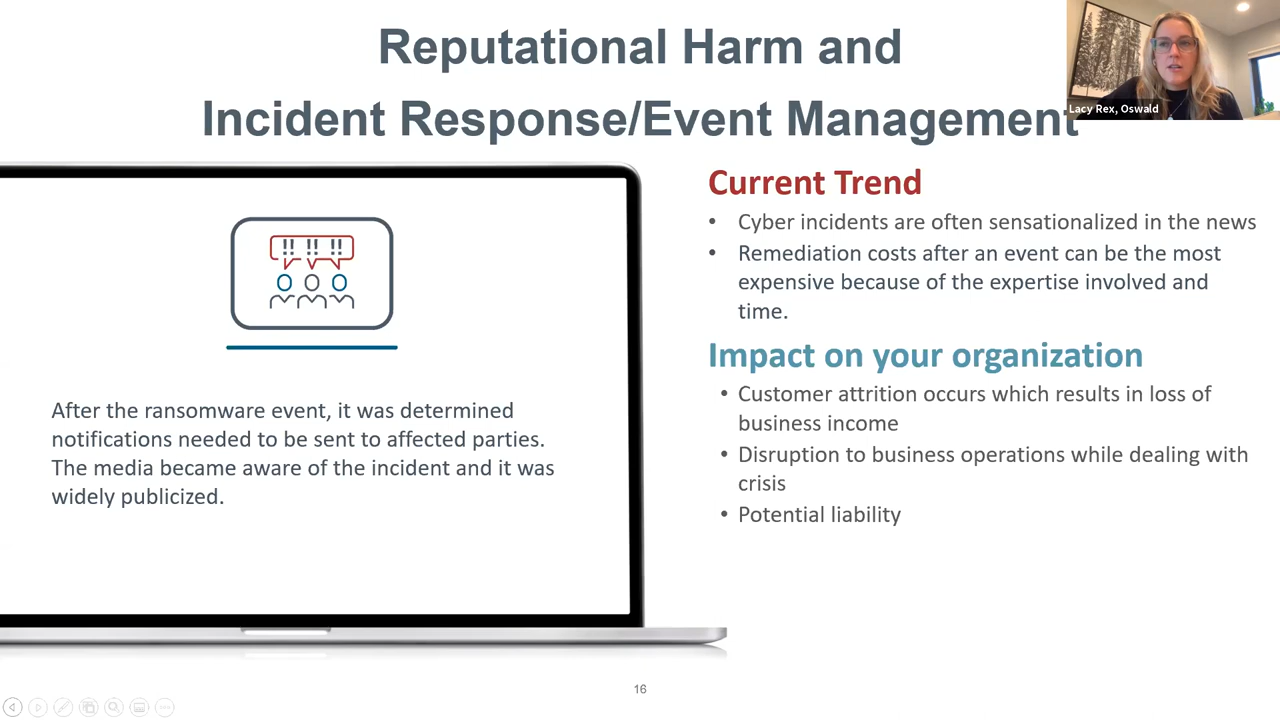 Reputational Harm and
Incident Response/Event Management
Lacy Rex, Oswald
!! !! !!
After the ransomware event, it was determined
notifications needed to be sent to affected parties.
The media became aware of the incident and it was
widely publicized.
Current Trend
• Cyber incidents are often sensationalized in the news
• Remediation costs after an event can be the most
expensive because of the expertise involved and
time.
Impact on your organization
• Customer attrition occurs which results in loss of
business income
• Disruption to business operations while dealing with
crisis
• Potential liability
16